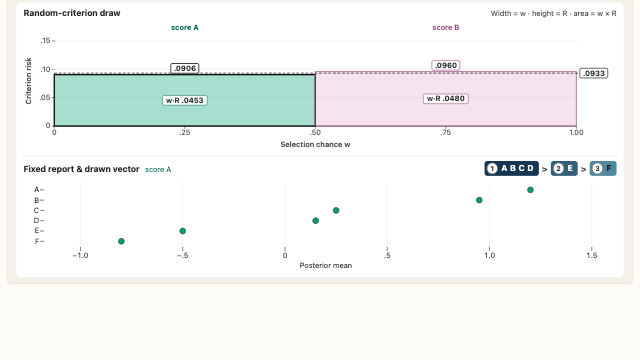 Random-criterion draw
Width = w · height = R · area = w × R
score A
score B
.15
.10
.05
0
Criterion risk
.0906
.0960
.0933
w·R .0453
w·R .0480
0
.25
.50
.75
1.00
Selection chance w
Fixed report & drawn vector score A
1 A B C D > 2 E > 3 F
A
B
C
D
E
F
−1.0
−.5
0
.5
1.0
1.5
Posterior mean